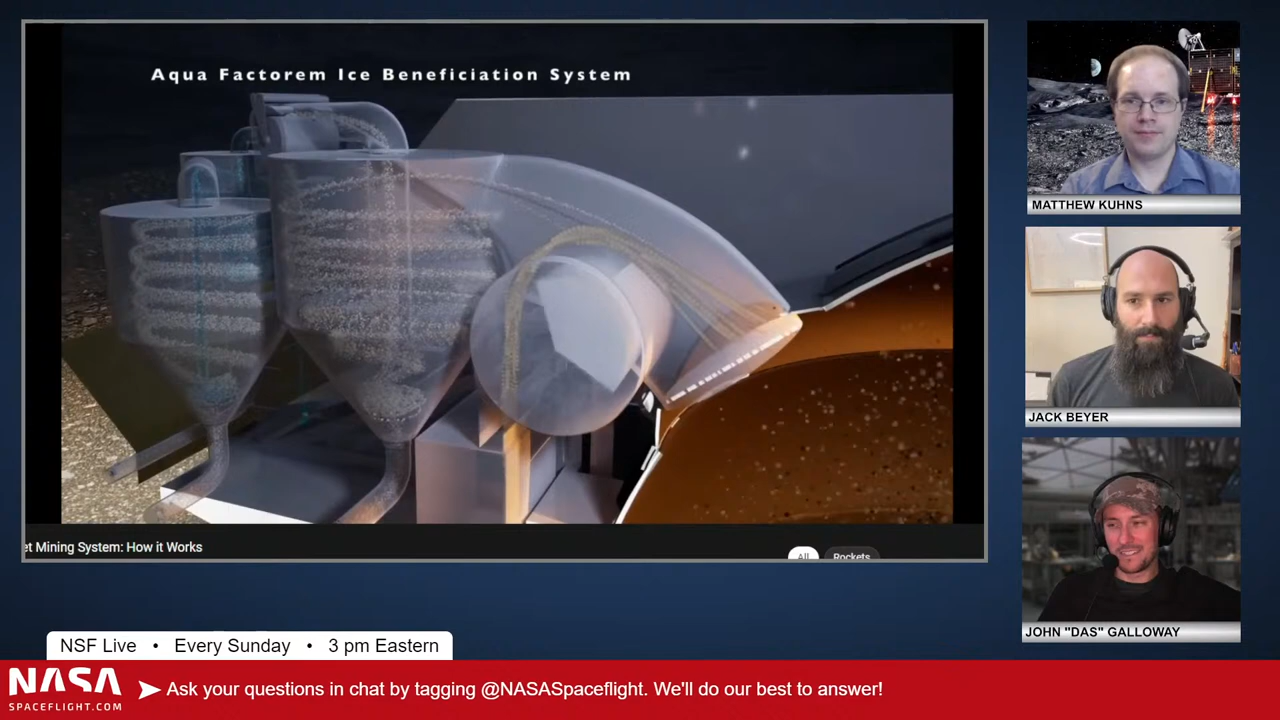 Aqua Factorem Ice Beneficiation System
MATTHEW KUHNS
JACK BEYER
et Mining System: How it Works
All
Rockets
JOHN "DAS" GALLOWAY
NSF Live • Every Sunday • 3 pm Eastern
NASA
SPACEFLIGHT.COM
Ask your questions in chat by tagging @NASASpaceflight. We'll do our best to answer!